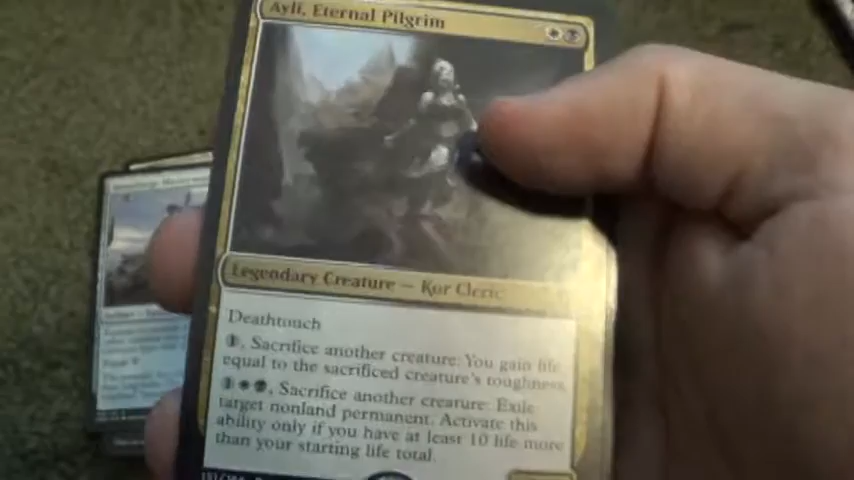 Ayli, Eternal Pilgrim
Legendary Creature — Kor Cleric
Deathtouch
1, Sacrifice another creature: You gain life
equal to the sacrificed creature's toughness.
1, Sacrifice another creature: Exile
target nonland permanent. Activate this
ability only if you have at least 10 life more
than your starting life total.